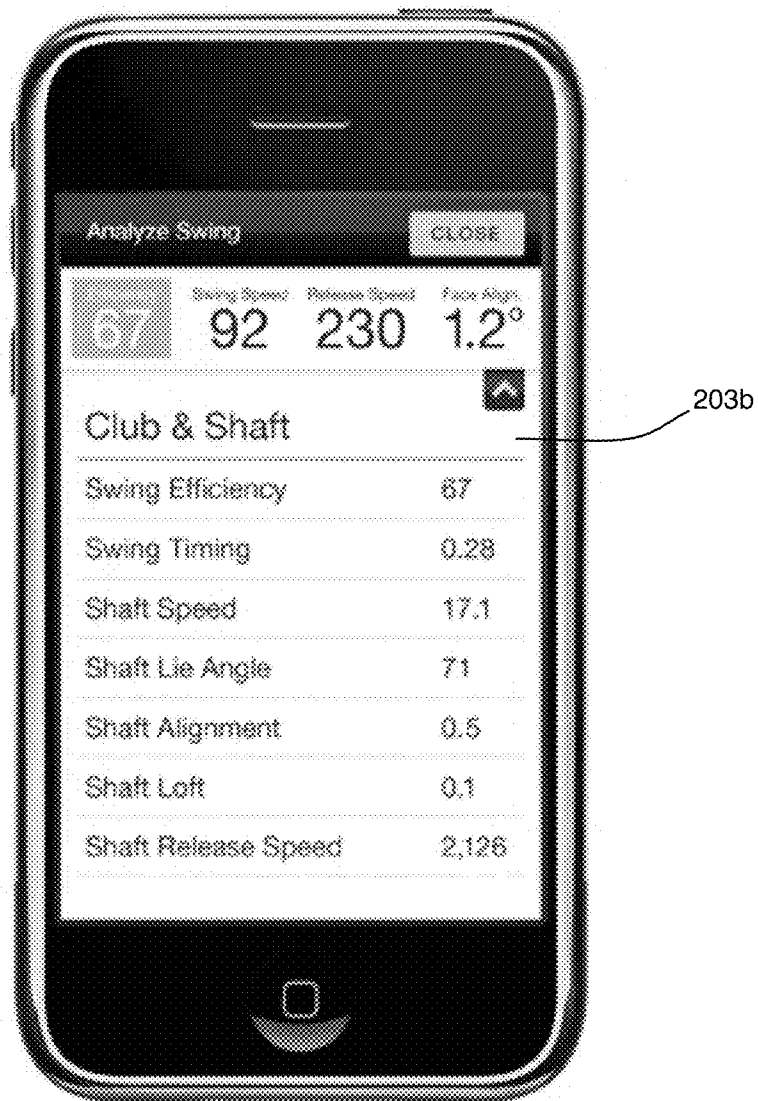 Analyze Swing CLOSE
Swing Speed Release Speed Face Align.
67 92 230 1.2°
Club & Shaft
203b
Swing Efficiency 67
Swing Timing 0.28
Shaft Speed 17.1
Shaft Lie Angle 71
Shaft Alignment 0.5
Shaft Loft 0.1
Shaft Release Speed 2,126